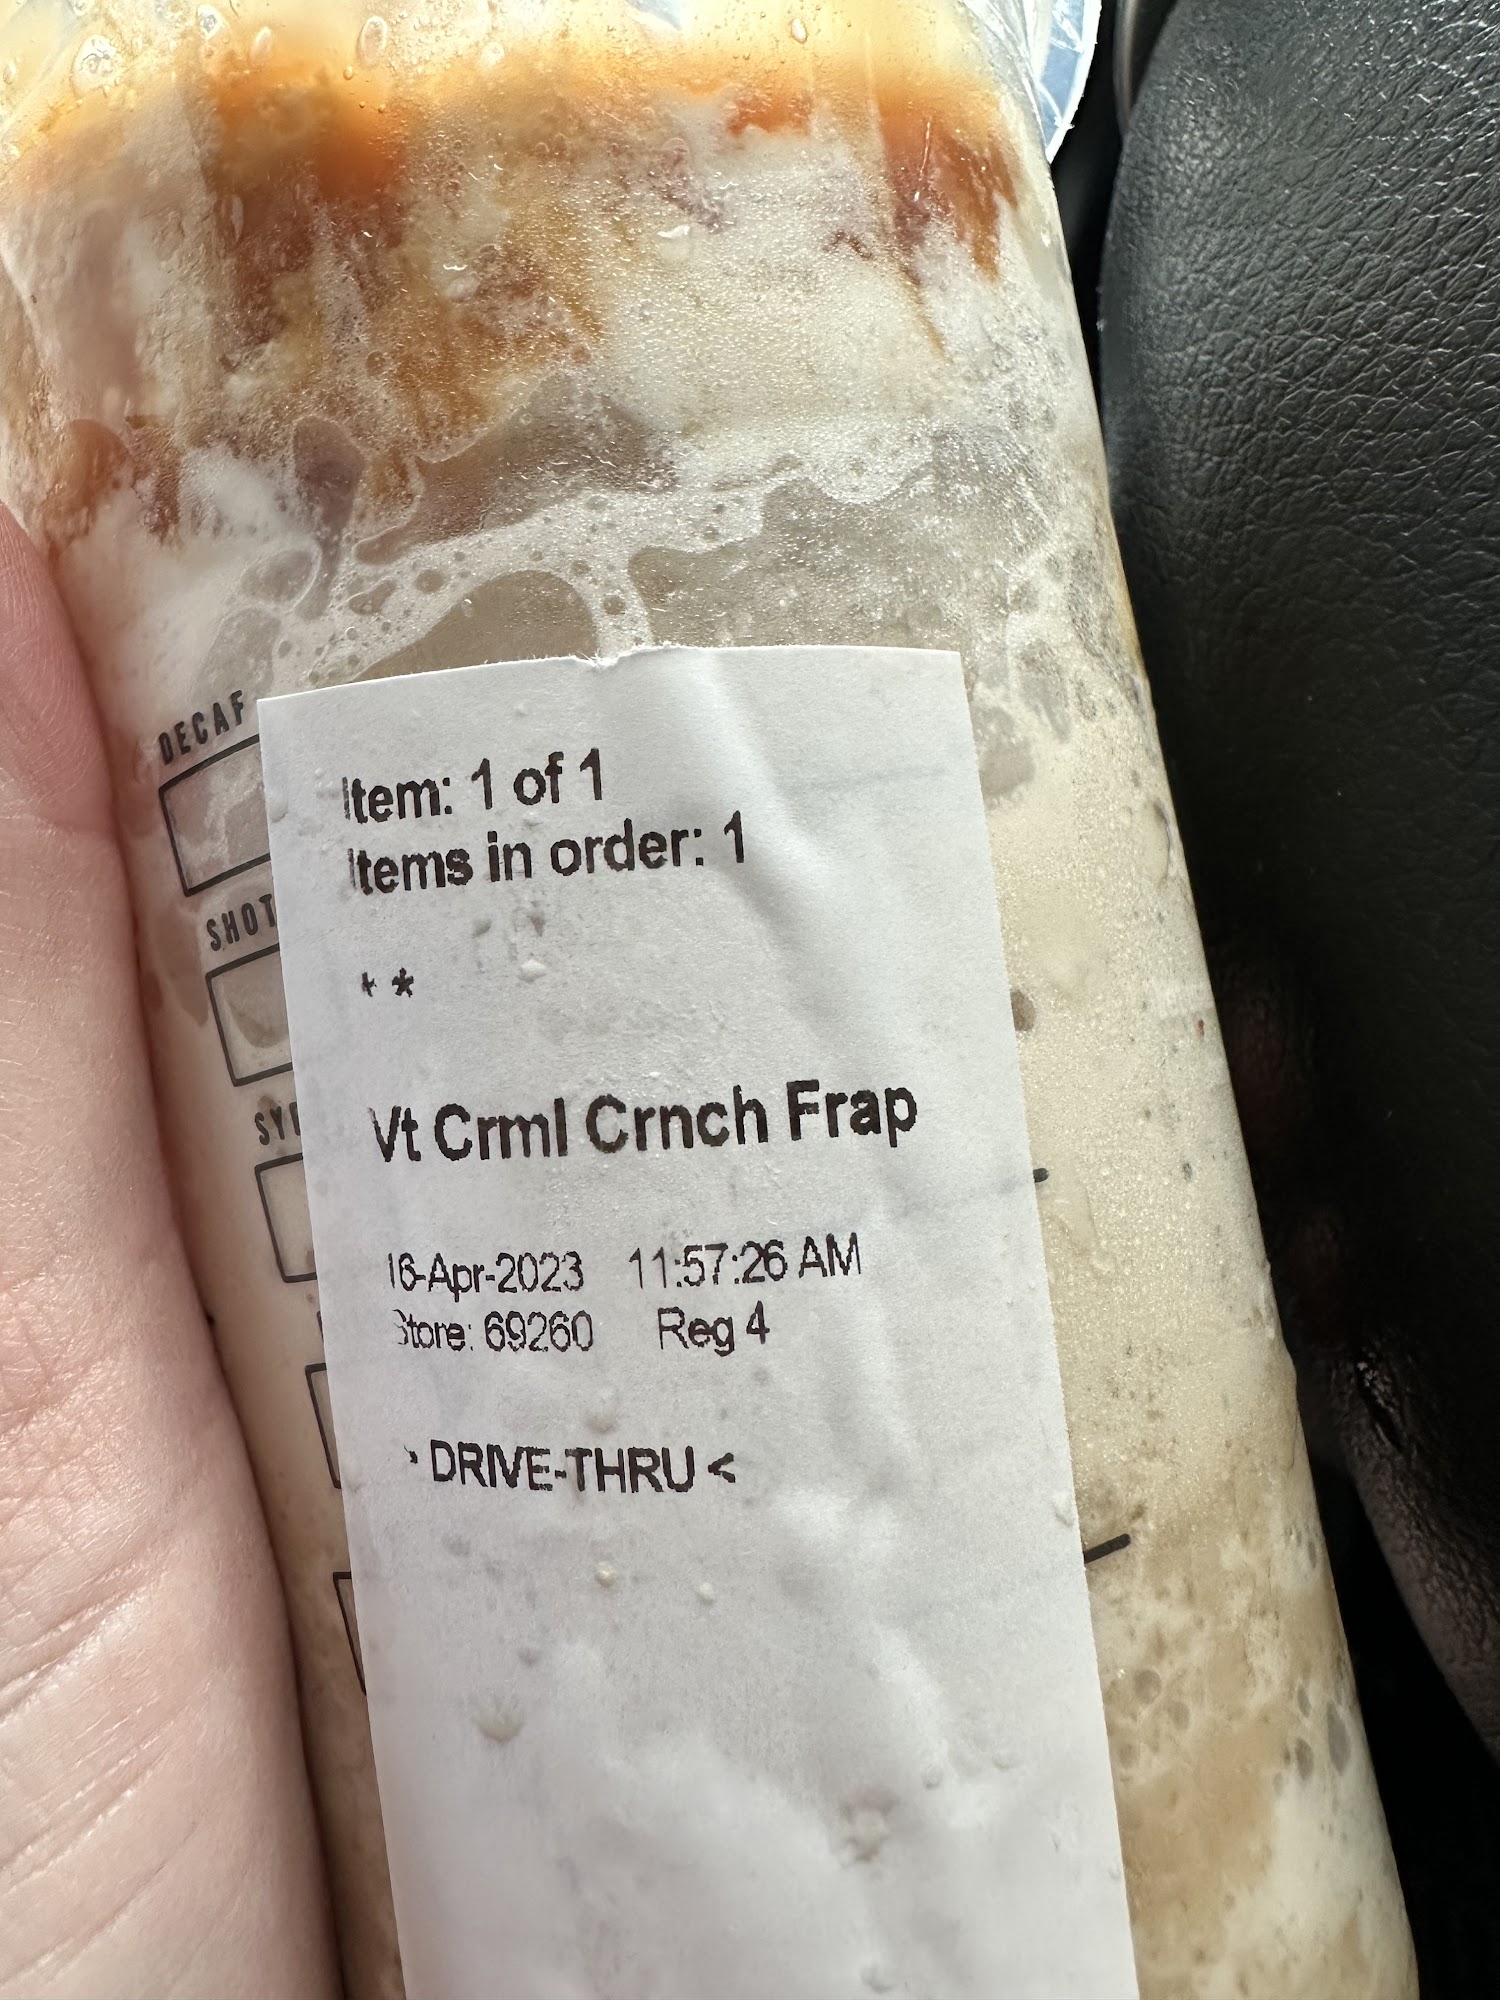 DECAF
SHOT
SY
Item: 1 of 1
Items in order: 1
* *
Vt Crml Crnch Frap
16-Apr-2023 11:57:26 AM
Store: 69260 Reg 4
> DRIVE-THRU <